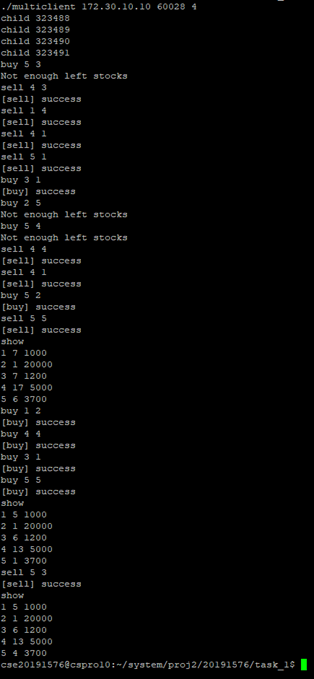 ./multiclient 172.30.10.10 60028 4
child 323488
child 323489
child 323490
child 323491
buy 5 3
Not enough left stocks
sell 4 3
[sell] success
sell 1 4
[sell] success
sell 4 1
[sell] success
sell 5 1
[sell] success
buy 3 1
[buy] success
buy 2 5
Not enough left stocks
buy 5 4
Not enough left stocks
sell 4 4
[sell] success
sell 4 1
[sell] success
buy 5 2
[buy] success
sell 5 5
[sell] success
show
1 7 1000
2 1 20000
3 7 1200
4 17 5000
5 6 3700
buy 1 2
[buy] success
buy 4 4
[buy] success
buy 3 1
[buy] success
buy 5 5
[buy] success
show
1 5 1000
2 1 20000
3 6 1200
4 13 5000
5 1 3700
sell 5 3
[sell] success
show
1 5 1000
2 1 20000
3 6 1200
4 13 5000
5 4 3700
cse20191576@cspro10:~/system/proj2/20191576/task_1$